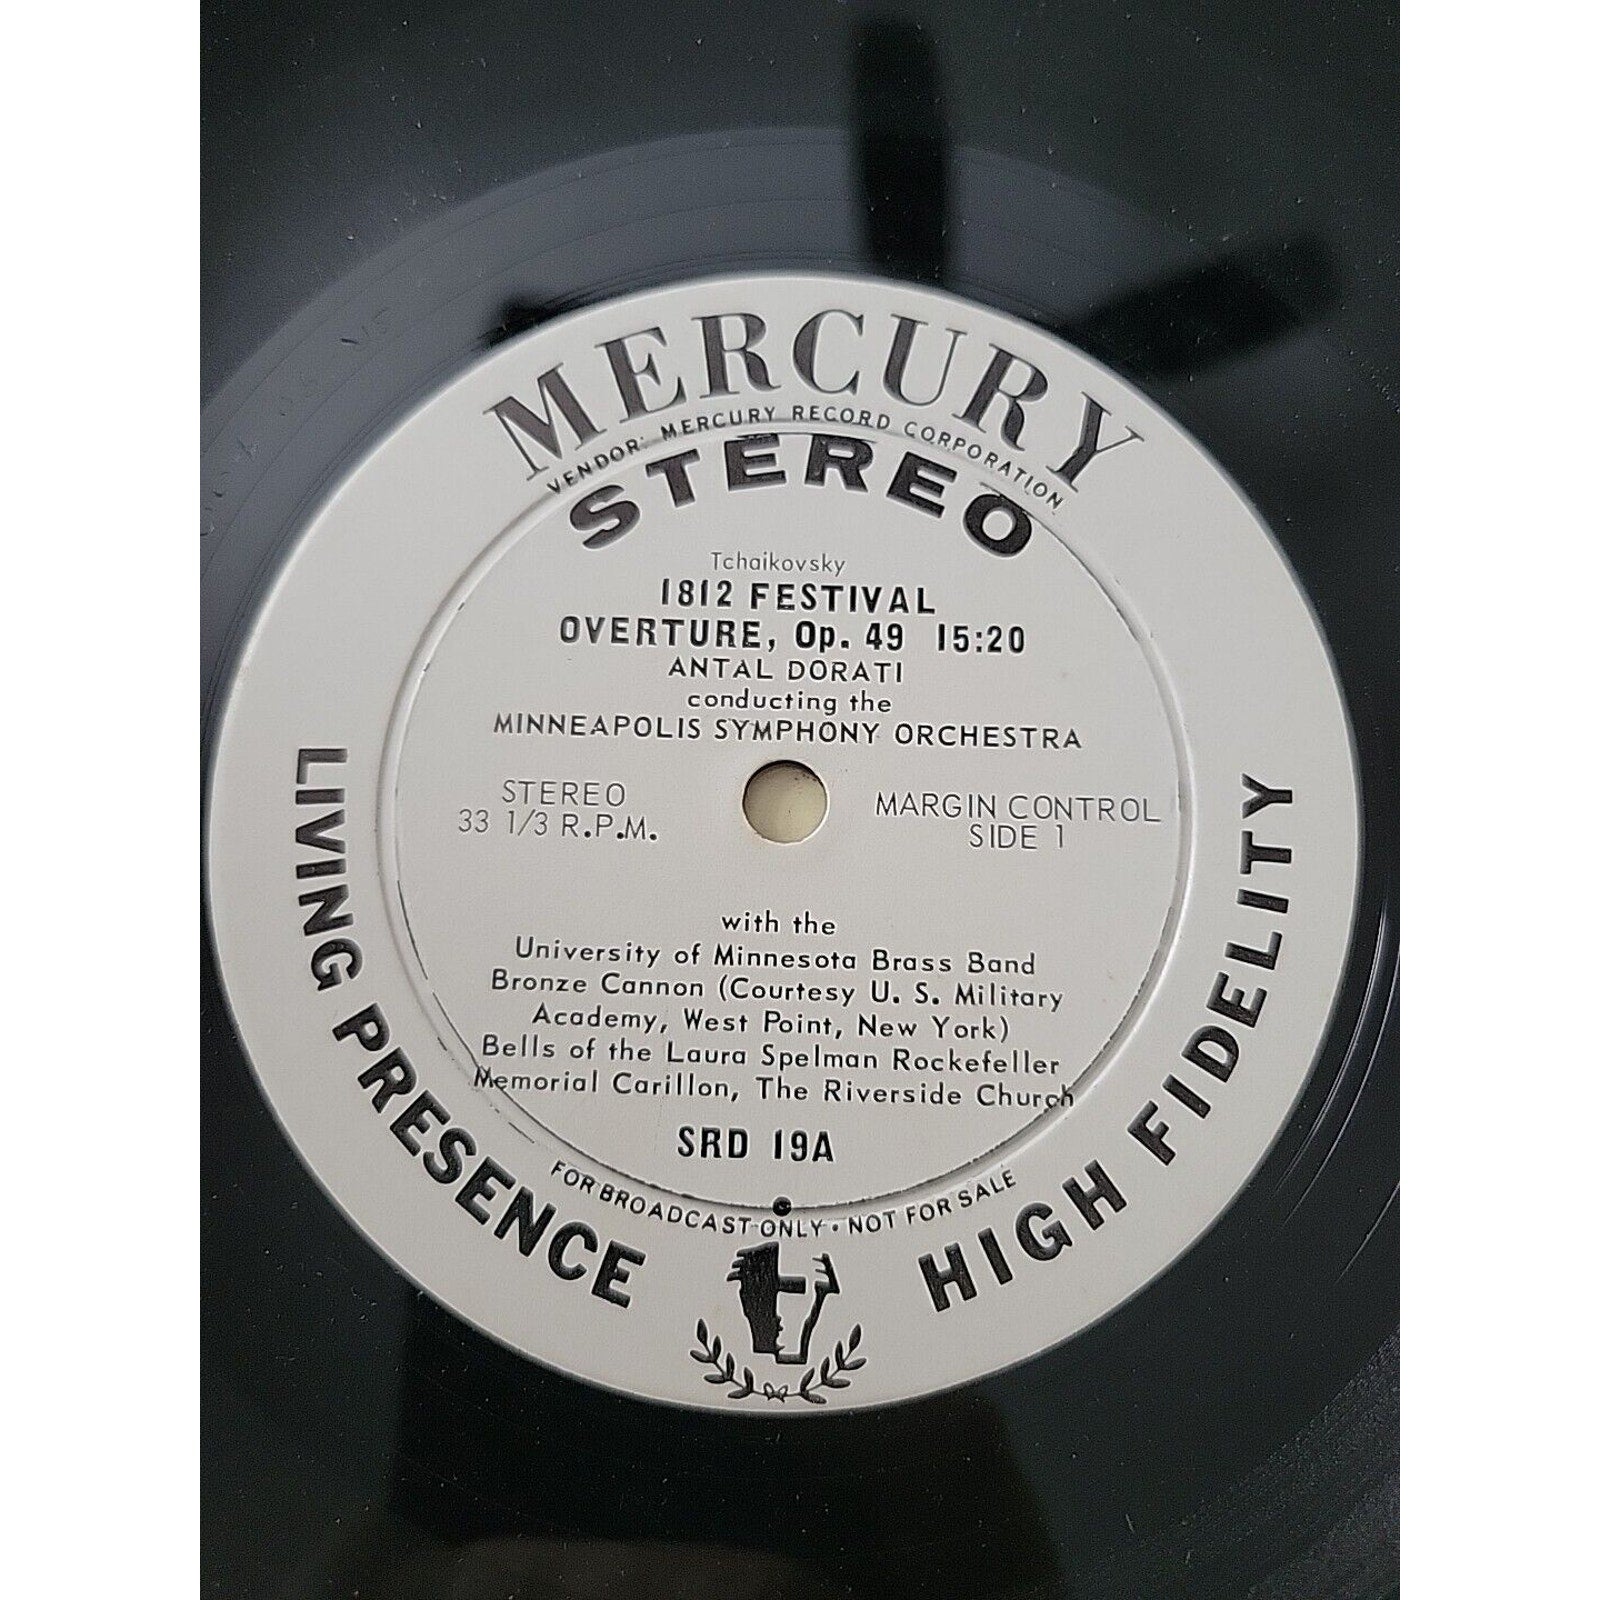 MERCURY
VENDOR: MERCURY RECORD CORPORATION
STEREO
Tchaikovsky
1812 FESTIVAL
OVERTURE, Op. 49 15:20
ANTAL DORATI
conducting the
MINNEAPOLIS SYMPHONY ORCHESTRA
STEREO
33 1/3 R.P.M.
MARGIN CONTROL
SIDE 1
with the
University of Minnesota Brass Band
Bronze Cannon (Courtesy U. S. Military
Academy, West Point, New York)
Bells of the Laura Spelman Rockefeller
Memorial Carillon, The Riverside Church
SRD 19A
FOR BROADCAST ONLY • NOT FOR SALE
LIVING PRESENCE
HIGH FIDELITY